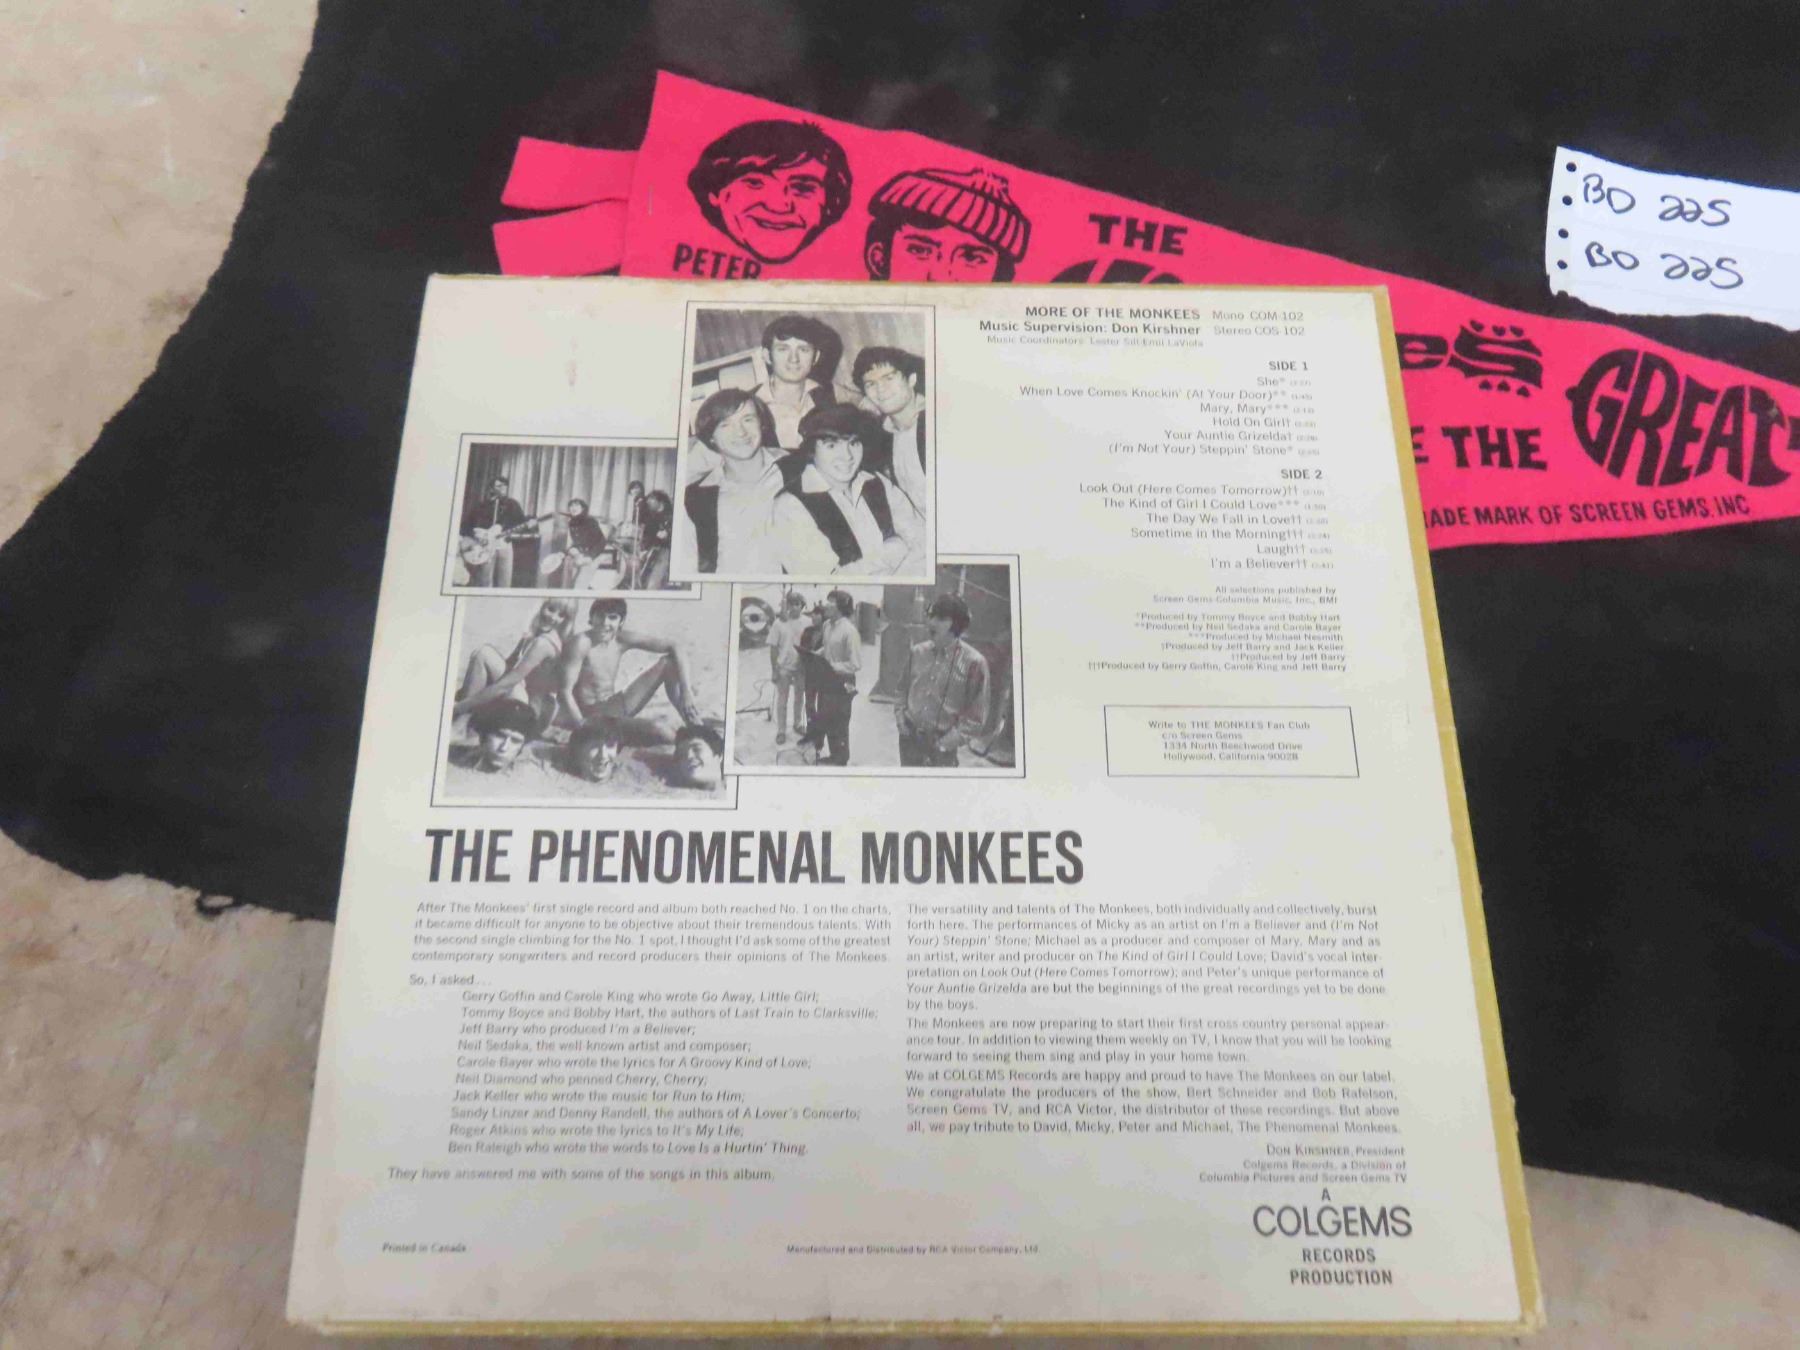 BO 225
BO 225
PETER
THE
GREAT
E THE
ADE MARK OF SCREEN GEMS, INC
MORE OF THE MONKEES Mono COM-102
Music Supervision: Don Kirshner Stereo COS-102
Music Coordinators: Lester Sill-Emil LaViola
SIDE 1
She*
When Love Comes Knockin' (At Your Door)**
Mary, Mary***
Hold On Girl†
Your Auntie Grizelda†
(I'm Not Your) Steppin' Stone*
SIDE 2
Look Out (Here Comes Tomorrow)††
The Kind of Girl I Could Love***
The Day We Fall in Love††
Sometime in the Morning†††
Laugh††
I'm a Believer††
All selections published by
Screen Gems-Columbia Music, Inc., BMI
*Produced by Tommy Boyce and Bobby Hart
**Produced by Neil Sedaka and Carole Bayer
***Produced by Michael Nesmith
†Produced by Jeff Barry and Jack Keller
††Produced by Jeff Barry
†††Produced by Gerry Goffin, Carole King and Jeff Barry
Write to THE MONKEES Fan Club
c/o Screen Gems
1334 North Beechwood Drive
Hollywood, California 90028
THE PHENOMENAL MONKEES
After The Monkees' first single record and album both reached No. 1 on the charts,
it became difficult for anyone to be objective about their tremendous talents. With
the second single climbing for the No. 1 spot, I thought I'd ask some of the greatest
contemporary songwriters and record producers their opinions of The Monkees.
So, I asked...
Gerry Goffin and Carole King who wrote Go Away, Little Girl;
Tommy Boyce and Bobby Hart, the authors of Last Train to Clarksville;
Jeff Barry who produced I'm a Believer;
Neil Sedaka, the well known artist and composer;
Carole Bayer who wrote the lyrics for A Groovy Kind of Love;
Neil Diamond who penned Cherry, Cherry;
Jack Keller who wrote the music for Run to Him;
Sandy Linzer and Denny Randell, the authors of A Lover's Concerto;
Roger Atkins who wrote the lyrics to It's My Life;
Ben Raleigh who wrote the words to Love Is a Hurtin' Thing.
They have answered me with some of the songs in this album.
The versatility and talents of The Monkees, both individually and collectively, burst
forth here. The performances of Micky as an artist on I'm a Believer and (I'm Not
Your) Steppin' Stone; Michael as a producer and composer of Mary, Mary and as
an artist, writer and producer on The Kind of Girl I Could Love; David's vocal inter-
pretation on Look Out (Here Comes Tomorrow); and Peter's unique performance of
Your Auntie Grizelda are but the beginnings of the great recordings yet to be done
by the boys.
The Monkees are now preparing to start their first cross country personal appear-
ance tour. In addition to viewing them weekly on TV, I know that you will be looking
forward to seeing them sing and play in your home town.
We at COLGEMS Records are happy and proud to have The Monkees on our label.
We congratulate the producers of the show, Bert Schneider and Bob Rafelson,
Screen Gems TV, and RCA Victor, the distributor of these recordings. But above
all, we pay tribute to David, Micky, Peter and Michael, The Phenomenal Monkees.
DON KIRSHNER, President
Colgems Records, a Division of
Columbia Pictures and Screen Gems TV
A
COLGEMS
RECORDS
PRODUCTION
Printed in Canada
Manufactured and Distributed by RCA Victor Company, Ltd.